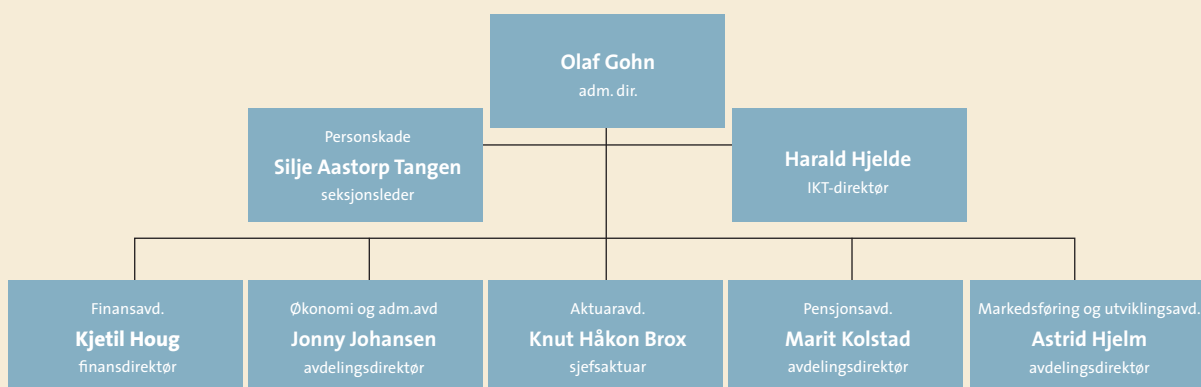 Olaf Gohn
adm. dir.
Personskade
Silje Aastorp Tangen
seksjonsleder
Harald Hjelde
IKT-direktør
Finansavd.
Kjetil Houg
finansdirektør
Økonomi og adm.avd
Jonny Johansen
avdelingsdirektør
Aktuaravd.
Knut Håkon Brox
sjefsaktuar
Pensjonsavd.
Marit Kolstad
avdelingsdirektør
Markedsføring og utviklingsavd.
Astrid Hjelm
avdelingsdirektør